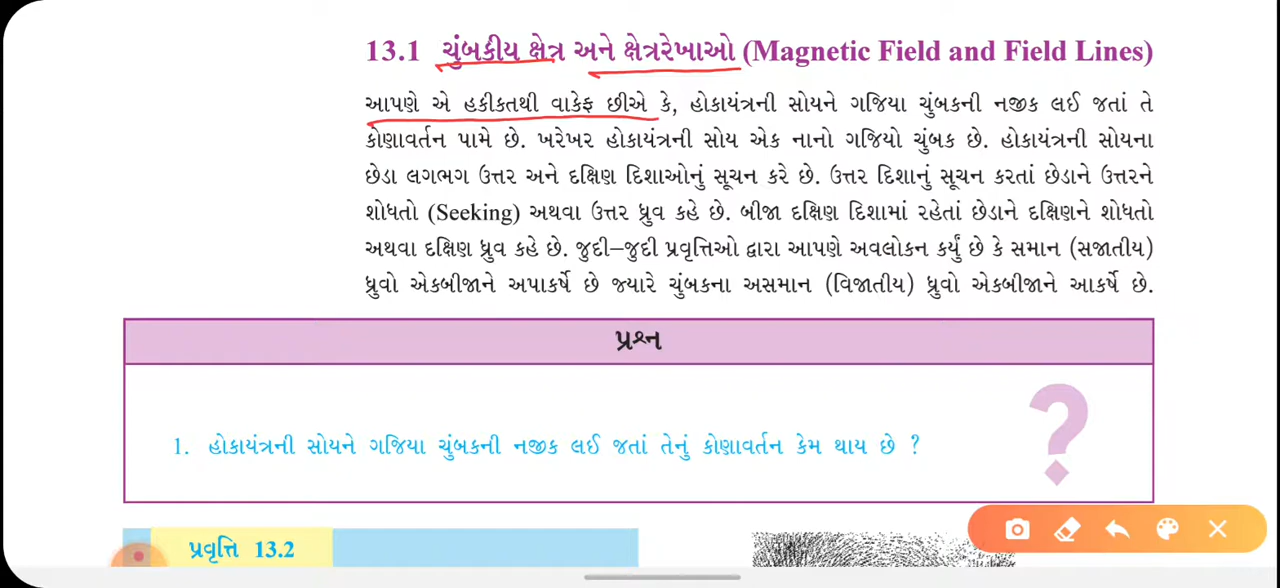 13.1 ચુંબકીય ક્ષેત્ર અને ક્ષેત્રરેખાઓ (Magnetic Field and Field Lines)
આપણે એ હકીકતથી વાકેફ છીએ કે, હોકાયંત્રની સોયને ગજિયા ચુંબકની નજીક લઈ જતાં તે
કોણાવર્તન પામે છે. ખરેખર હોકાયંત્રની સોય એક નાનો ગજિયો ચુંબક છે. હોકાયંત્રની સોયના
છેડા લગભગ ઉત્તર અને દક્ષિણ દિશાઓનું સૂચન કરે છે. ઉત્તર દિશાનું સૂચન કરતાં છેડાને ઉત્તરને
શોધતો (Seeking) અથવા ઉત્તર ધ્રુવ કહે છે. બીજા દક્ષિણ દિશામાં રહેતાં છેડાને દક્ષિણને શોધતો
અથવા દક્ષિણ ધ્રુવ કહે છે. જુદી–જુદી પ્રવૃત્તિઓ દ્વારા આપણે અવલોકન કર્યું છે કે સમાન (સજાતીય)
ધ્રુવો એકબીજાને અપાકર્ષે છે જ્યારે ચુંબકના અસમાન (વિજાતીય) ધ્રુવો એકબીજાને આકર્ષે છે.
પ્રશ્ન
1. હોકાયંત્રની સોયને ગજિયા ચુંબકની નજીક લઈ જતાં તેનું કોણાવર્તન કેમ થાય છે ?
?
પ્રવૃત્તિ 13.2